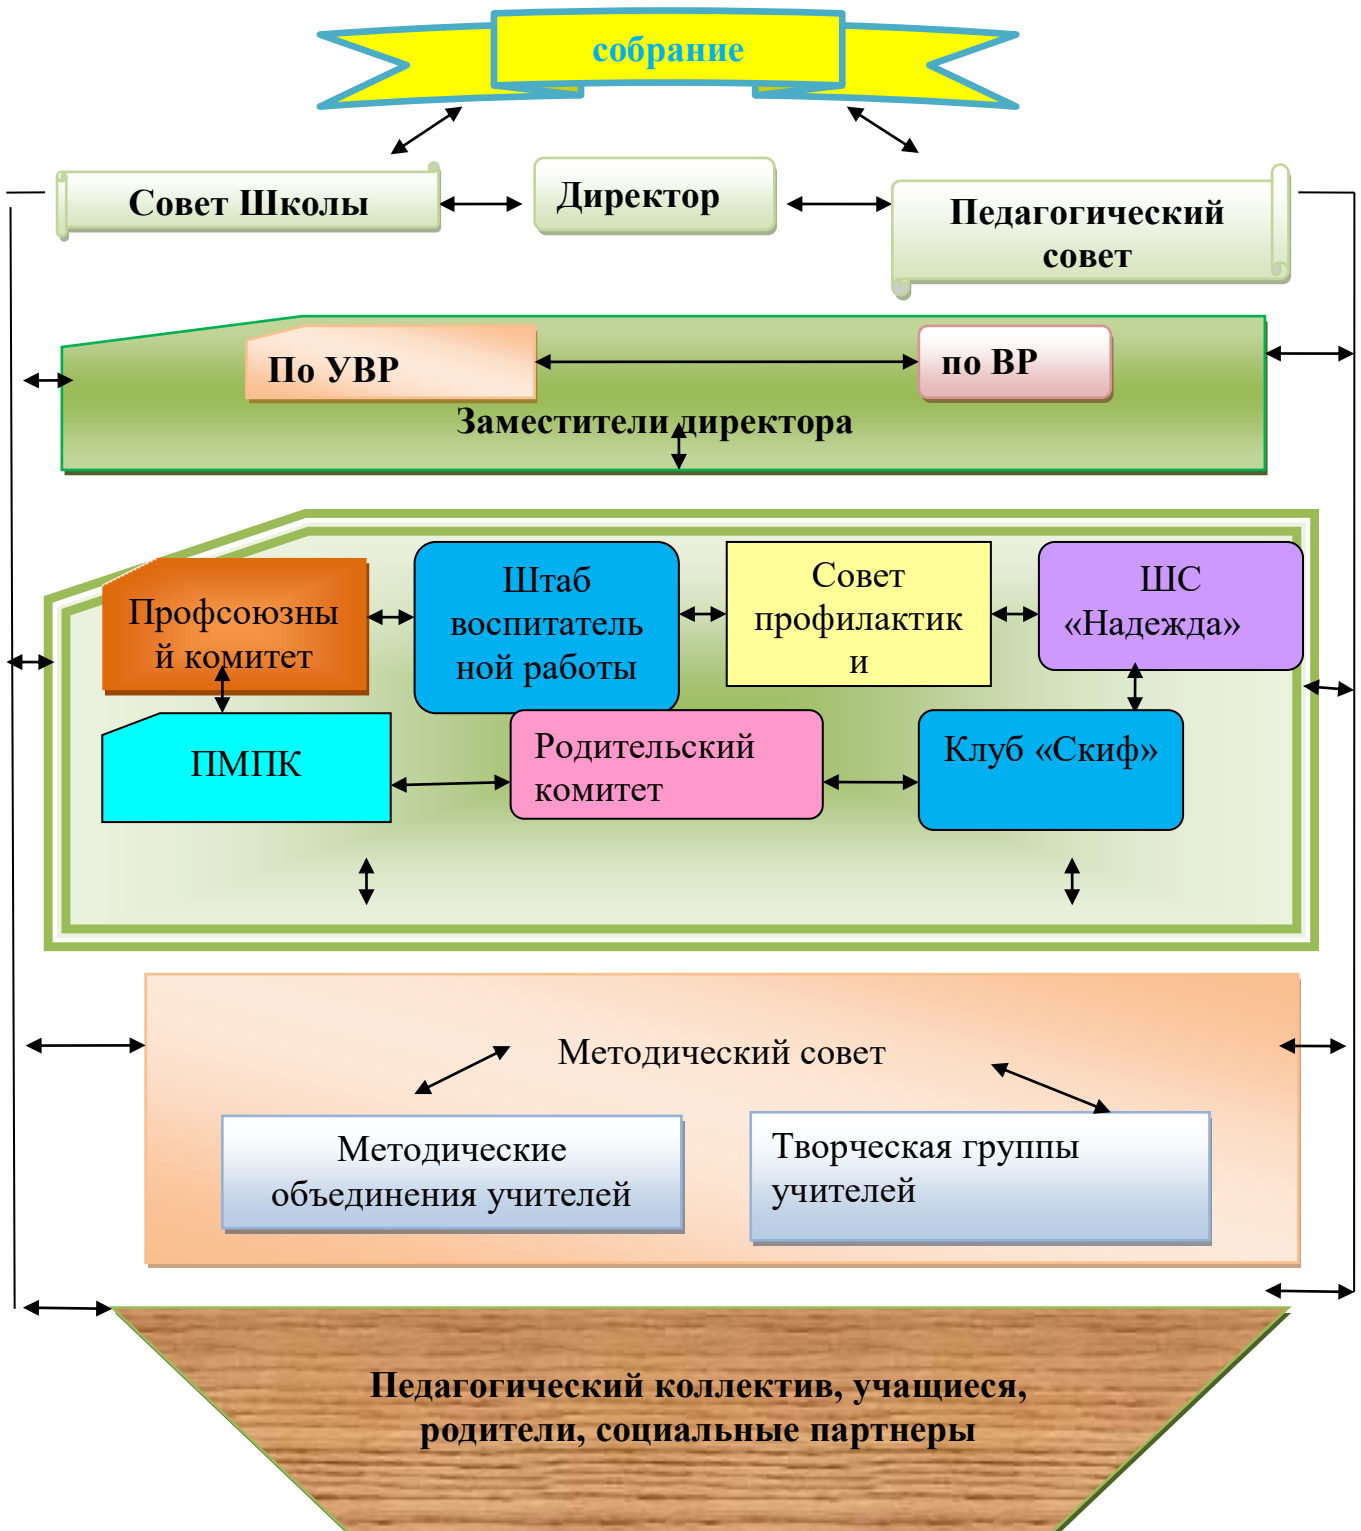 собрание
Совет Школы
Директор
Педагогический
совет
По УВР
по ВР
Заместители директора
Профсоюзны
й комитет
Штаб
воспитатель
ной работы
Совет
профилактик
и
ШС
«Надежда»
ПМПК
Родительский
комитет
Клуб «Скиф»
Методический совет
Методические
объединения учителей
Творческая группы
учителей
Педагогический коллектив, учащиеся,
родители, социальные партнеры